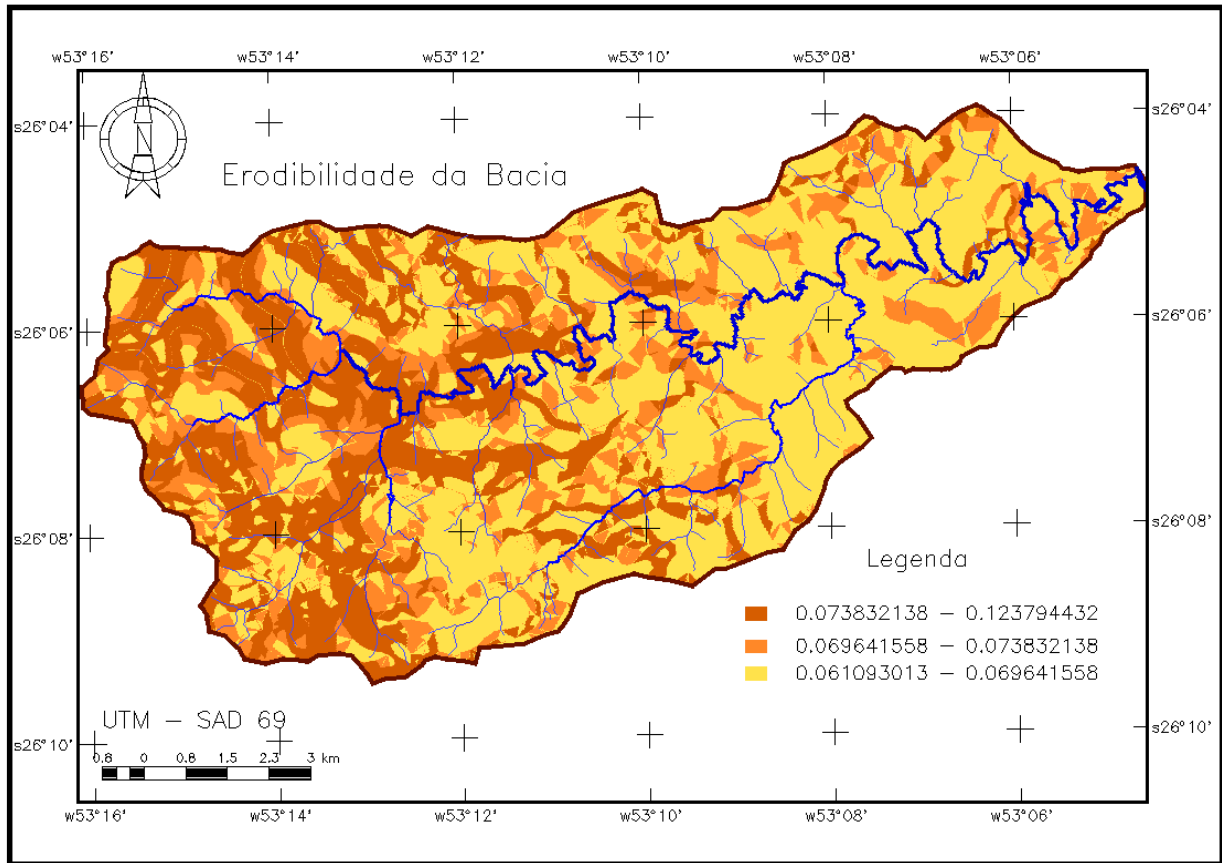 w53°16' w53°14' w53°12' w53°10' w53°08' w53°06'
s26°04' s26°04'
N
Erodibilidade da Bacia
s26°06' s26°06'
s26°08' s26°08'
Legenda
0.073832138 – 0.123794432
0.069641558 – 0.073832138
0.061093013 – 0.069641558
UTM – SAD 69
s26°10' s26°10'
0.8 0 0.8 1.5 2.3 3 km
w53°16' w53°14' w53°12' w53°10' w53°08' w53°06'